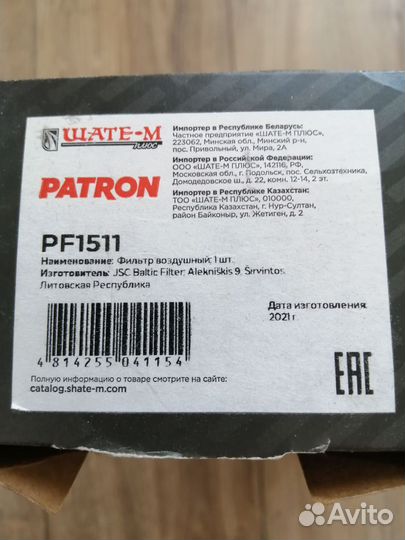 ШАТЕ-М
ПЛЮС
PATRON
Импортер в Республике Беларусь:
Частное предприятие «ШАТЕ-М ПЛЮС»,
223062, Минская обл., Минский р-н,
пос. Привольный, ул. Мира, 2А
Импортер в Российской Федерации:
ООО «ШАТЕ-М ПЛЮС», 142116, РФ,
Московская обл., г. Подольск, пос. Сельхозтехника,
Домодедовское ш., д. 22, комн. 12-14, 2 эт.
Импортер в Республике Казахстан:
ТОО «ШАТЕ-М ПЛЮС», 010000,
Республика Казахстан, г. Нур-Султан,
район Байконыр, ул. Жетиген, д. 2
PF1511
Наименование: Фильтр воздушный; 1 шт.
Изготовитель: JSC Baltic Filter; Alekniškis 9, Širvintos
Литовская Республика
Дата изготовления:
2021 г.
4 814255 041154
EAC
Полную информацию о товаре смотрите на сайте:
catalog.shate-m.com
Avito